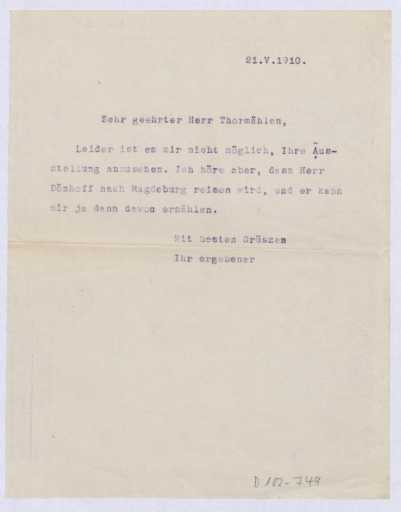 21.V.1910.
Sehr geehrter Herr Thormählen,
Leider ist es mir nicht möglich, Ihre Aus-
stellung anzusehen. Ich höre aber, dass Herr
Dönhoff nach Magdeburg reisen wird, und er kann
mir ja dann davon erzählen.
Mit besten Grüszen
Ihr ergebener
D 102-749